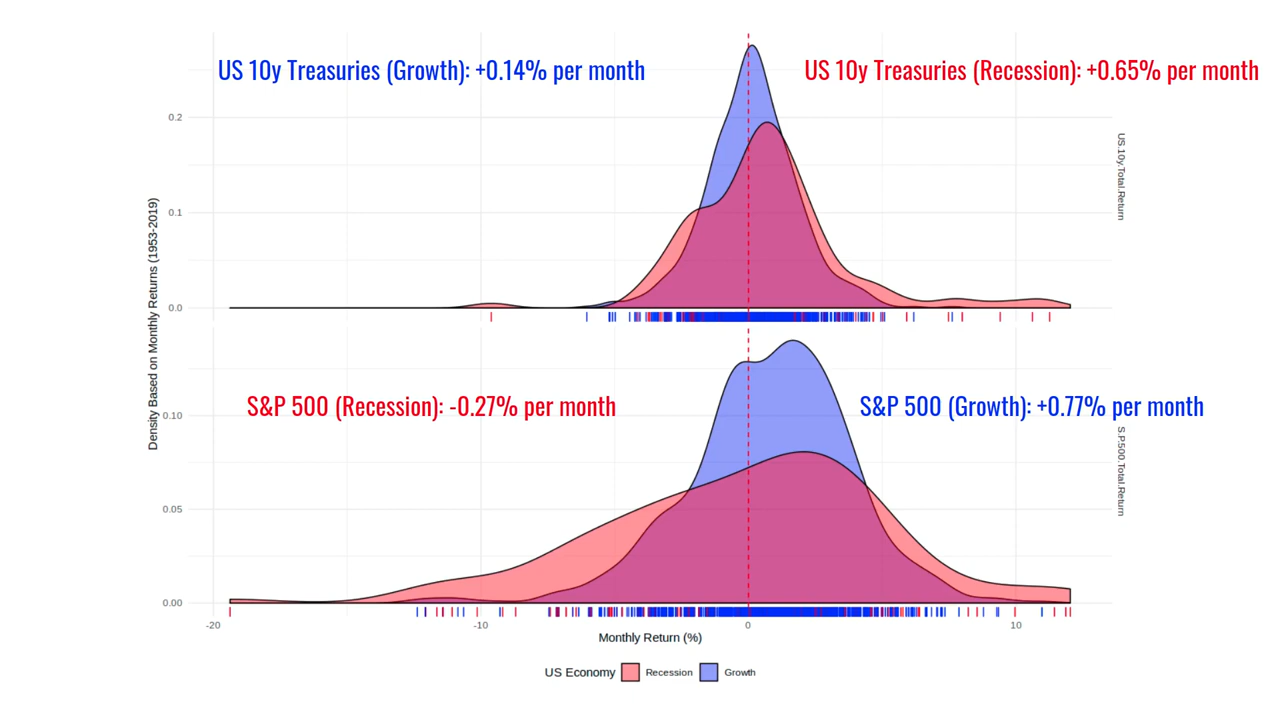 US 10y Treasuries (Growth): +0.14% per month
US 10y Treasuries (Recession): +0.65% per month
0.2
0.1
0.0
US.10y.Total.Return
Density Based on Monthly Returns (1953-2019)
S&P 500 (Recession): -0.27% per month
S&P 500 (Growth): +0.77% per month
0.10
0.05
0.00
S.P.500.Total.Return
-20
-10
0
10
Monthly Return (%)
US Economy Recession Growth